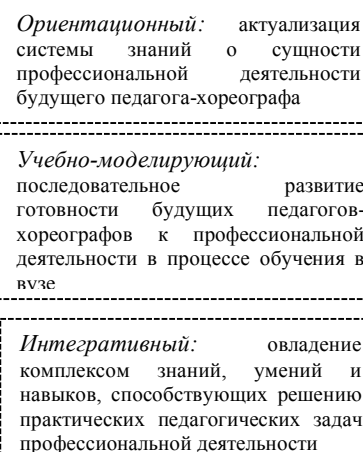 Ориентационный: актуализация
системы знаний о сущности
профессиональной деятельности
будущего педагога-хореографа
Учебно-моделирующий:
последовательное развитие
готовности будущих педагогов-
хореографов к профессиональной
деятельности в процессе обучения в
вузе
Интегративный: овладение
комплексом знаний, умений и
навыков, способствующих решению
практических педагогических задач
профессиональной деятельности